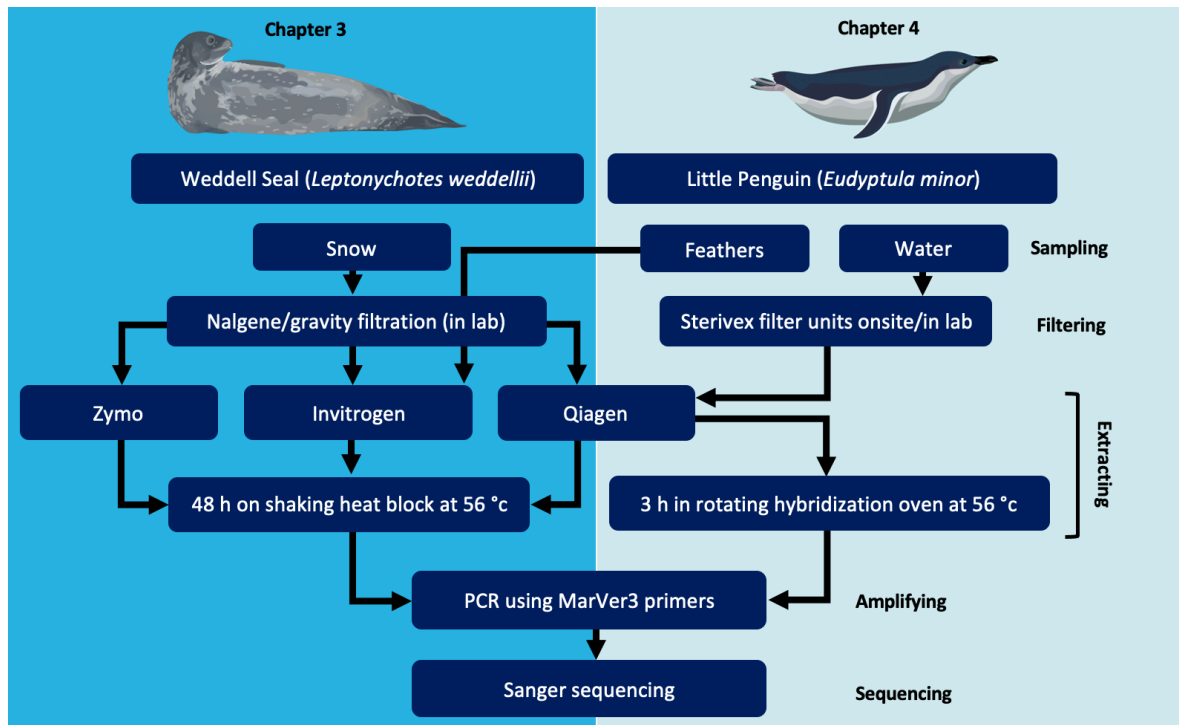 Chapter 3
Chapter 4
Weddell Seal (Leptonychotes weddellii)
Little Penguin (Eudyptula minor)
Snow
Feathers
Water
Sampling
Nalgene/gravity filtration (in lab)
Sterivex filter units onsite/in lab
Filtering
Zymo
Invitrogen
Qiagen
Extracting
48 h on shaking heat block at 56 °c
3 h in rotating hybridization oven at 56 °c
PCR using MarVer3 primers
Amplifying
Sanger sequencing
Sequencing